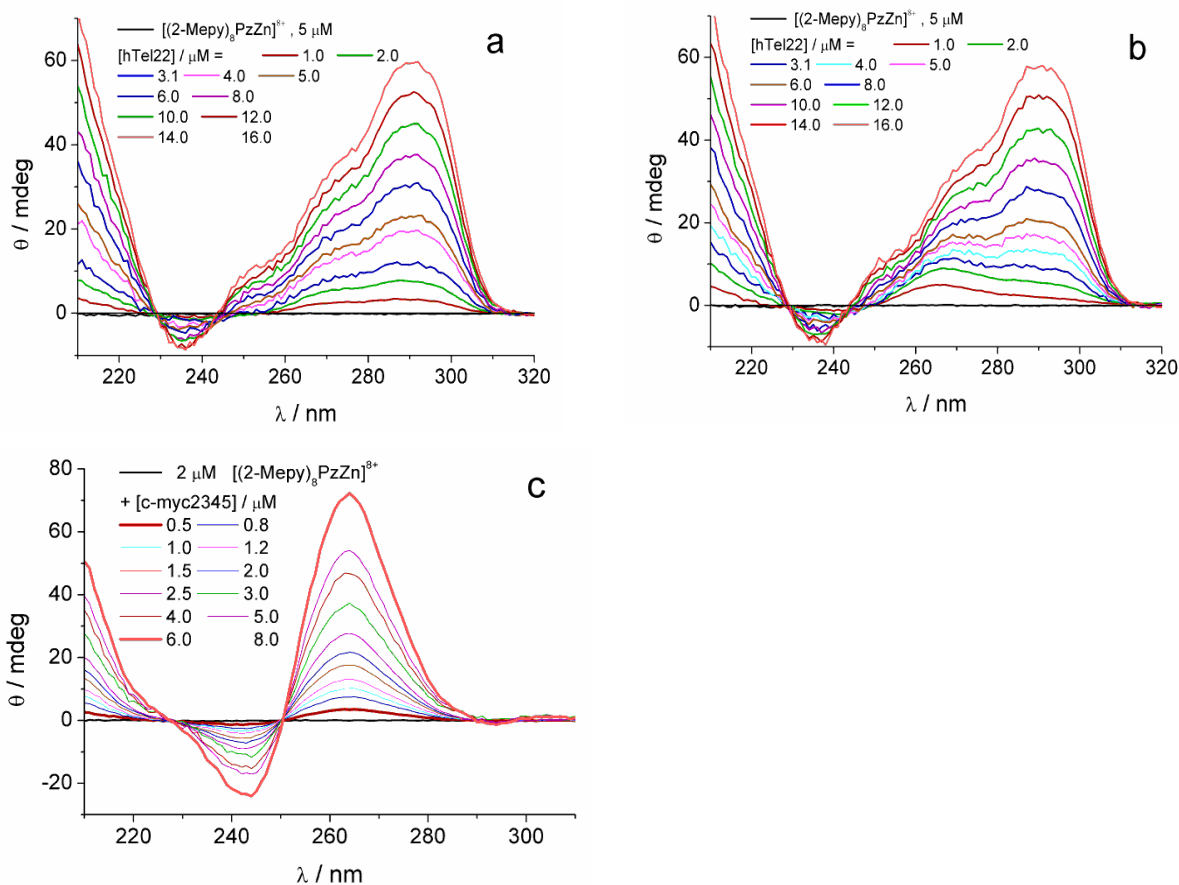 a
[(2-Mepy)8PzZn]8+ , 5 μM
[hTel22] / μM = 1.0 2.0
3.1 4.0 5.0
6.0 8.0
10.0 12.0
14.0 16.0
θ / mdeg
60
40
20
0
220 240 260 280 300 320
λ / nm
b
[(2-Mepy)8PzZn]8+ , 5 μM
[hTel22] / μM = 1.0 2.0
3.1 4.0 5.0
6.0 8.0
10.0 12.0
14.0 16.0
θ / mdeg
60
40
20
0
220 240 260 280 300 320
λ / nm
c
2 μM [(2-Mepy)8PzZn]8+
+ [c-myc2345] / μM
0.5 0.8
1.0 1.2
1.5 2.0
2.5 3.0
4.0 5.0
6.0 8.0
θ / mdeg
80
60
40
20
0
-20
220 240 260 280 300
λ / nm